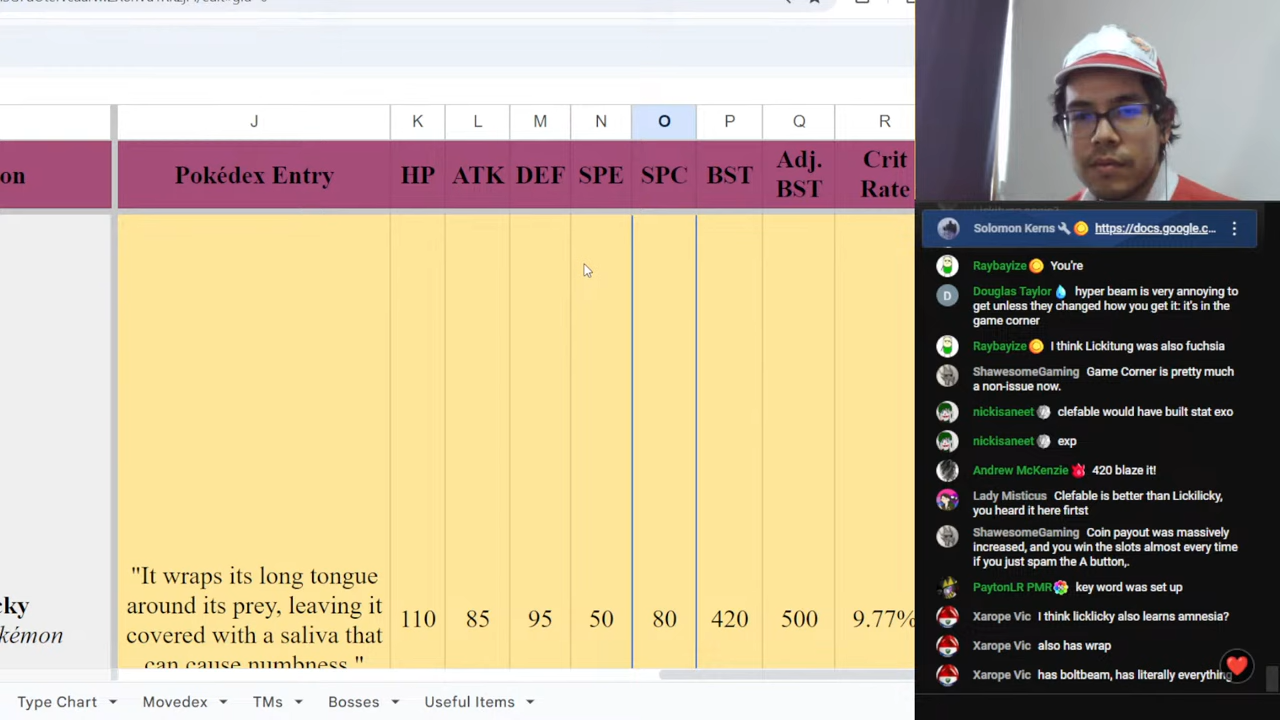 J K L M N O P Q R
on Pokédex Entry HP ATK DEF SPE SPC BST Adj. BST Crit Rate
"It wraps its long tongue
around its prey, leaving it
covered with a saliva that
can cause numbness."
cky
kémon
110 85 95 50 80 420 500 9.77%
Type Chart Movedex TMs Bosses Useful Items
Solomon Kerns https://docs.google.c...
Raybayize You're
Douglas Taylor hyper beam is very annoying to
get unless they changed how you get it: it's in the
game corner
Raybayize I think Lickitung was also fuchsia
ShawesomeGaming Game Corner is pretty much
a non-issue now.
nickisaneet clefable would have built stat exo
nickisaneet exp
Andrew McKenzie 420 blaze it!
Lady Misticus Clefable is better than Lickilicky,
you heard it here firtst
ShawesomeGaming Coin payout was massively
increased, and you win the slots almost every time
if you just spam the A button,.
PaytonLR PMR key word was set up
Xarope Vic I think licklicky also learns amnesia?
Xarope Vic also has wrap
Xarope Vic has boltbeam, has literally everything